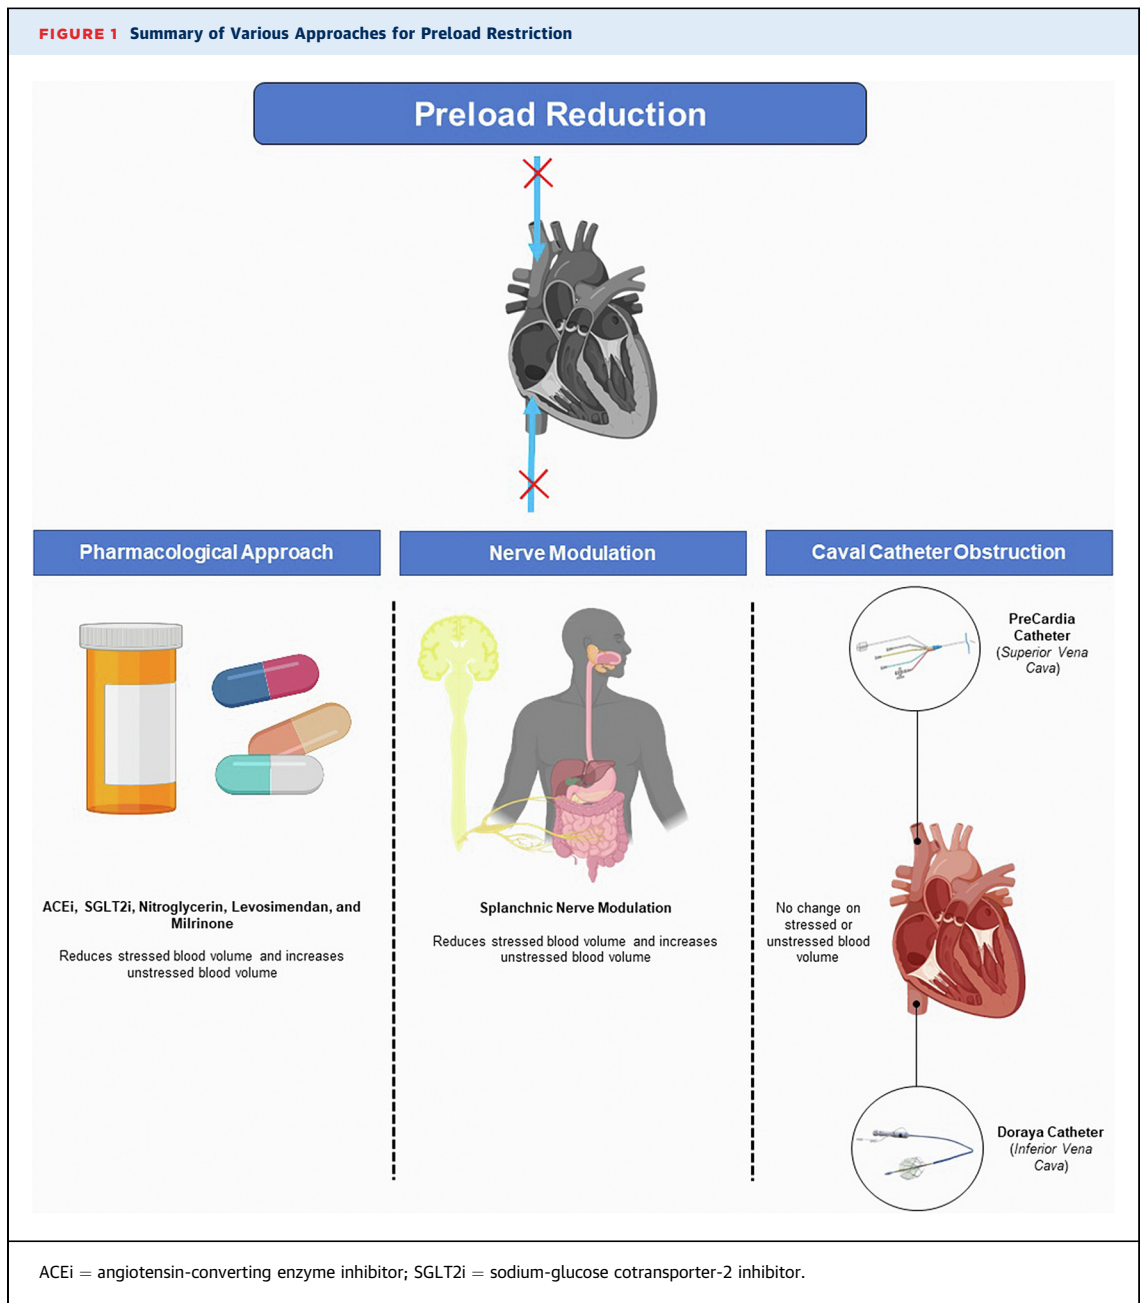 FIGURE 1 Summary of Various Approaches for Preload Restriction
Preload Reduction
Pharmacological Approach
ACEi, SGLT2i, Nitroglycerin, Levosimendan, and
Milrinone
Reduces stressed blood volume and increases
unstressed blood volume
Nerve Modulation
Splanchnic Nerve Modulation
Reduces stressed blood volume and increases
unstressed blood volume
Caval Catheter Obstruction
PreCardia
Catheter
(Superior Vena
Cava)
No change on
stressed or
unstressed blood
volume
Doraya Catheter
(Inferior Vena
Cava)
ACEi = angiotensin-converting enzyme inhibitor; SGLT2i = sodium-glucose cotransporter-2 inhibitor.